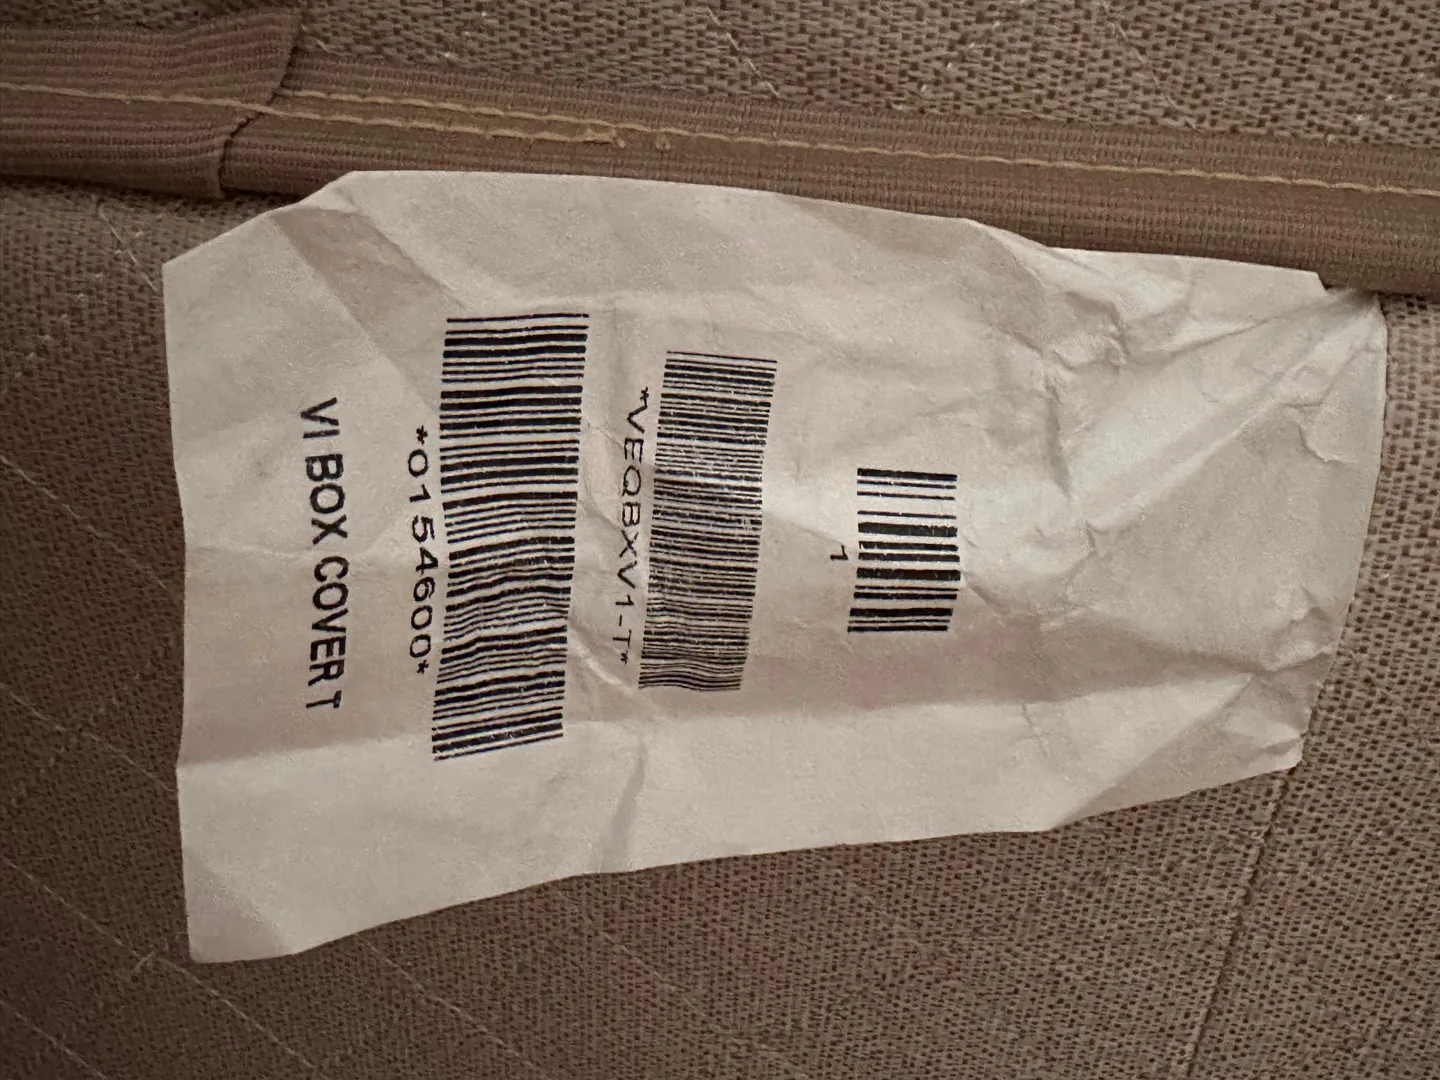 VI BOX COVER T
*0154600*
*VEQBXV1-T*
1